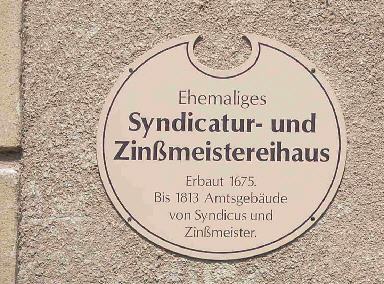 Ehemaliges
Syndicatur- und
Zinßmeistereihaus
Erbaut 1675.
Bis 1813 Amtsgebäude
von Syndicus und
Zinßmeister.